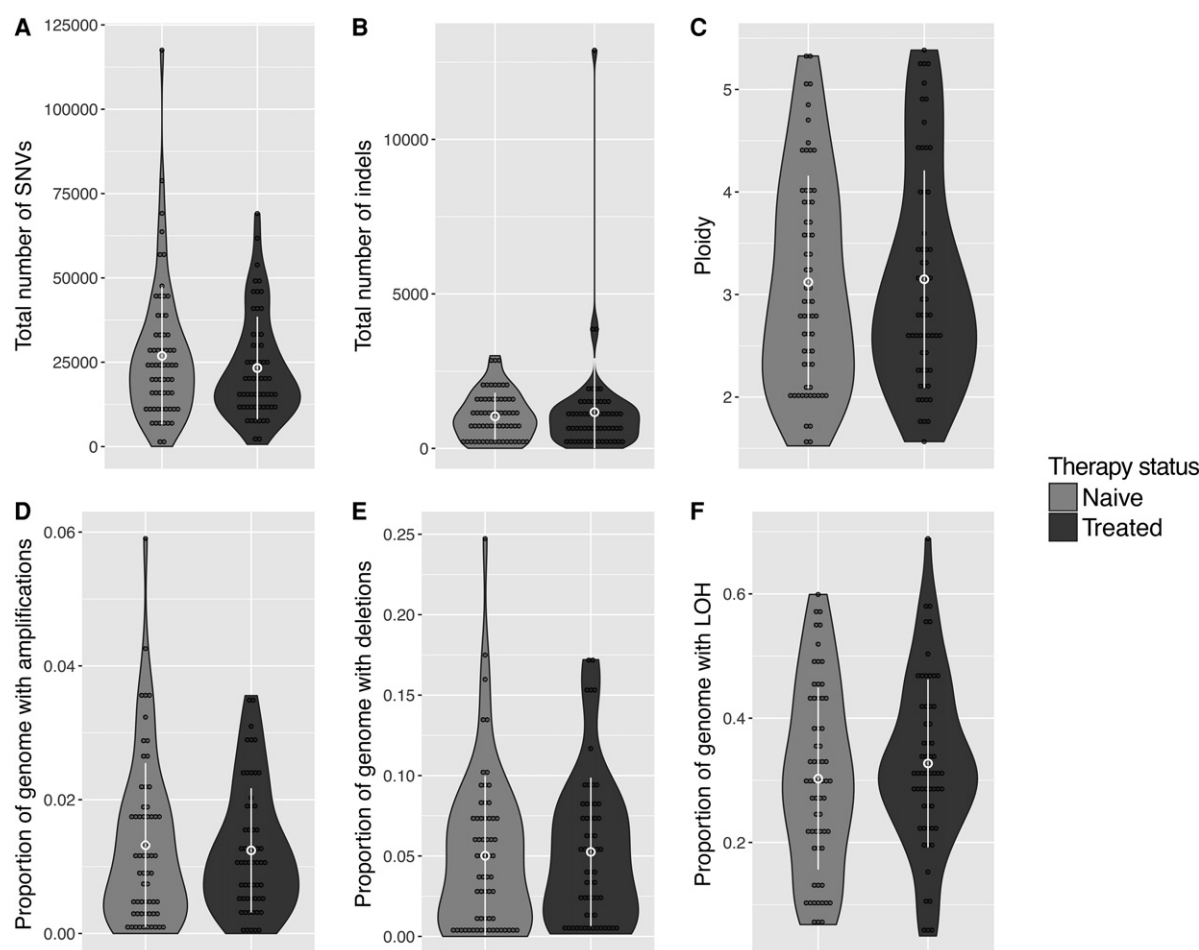 A
Total number of SNVs
125000
100000
75000
50000
25000
0
B
Total number of indels
10000
5000
0
C
Ploidy
5
4
3
2
Therapy status
Naive
Treated
D
Proportion of genome with amplifications
0.06
0.04
0.02
0.00
E
Proportion of genome with deletions
0.25
0.20
0.15
0.10
0.05
0.00
F
Proportion of genome with LOH
0.6
0.4
0.2